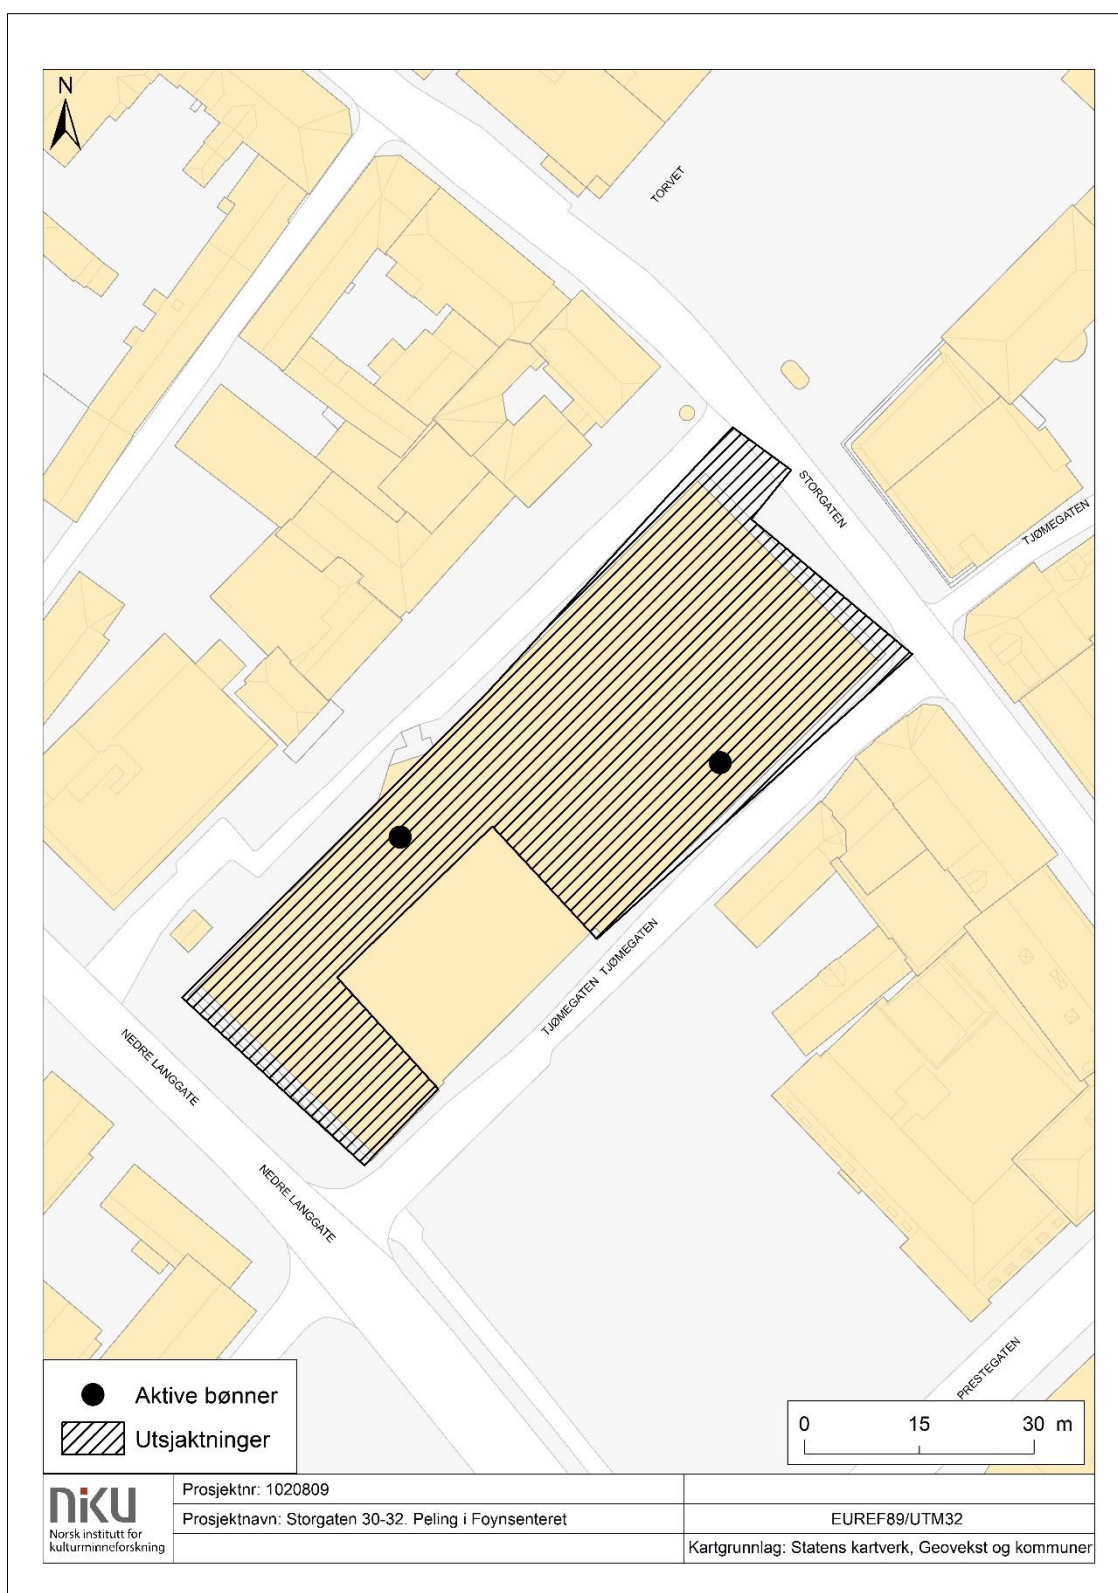 N
TORVET
STORGATEN
TJØMEGATEN
TJØMEGATEN TJØMEGATEN
NEDRE LANGGATE
NEDRE LANGGATE
PRESTEGATEN
Aktive bønner
Utsjaktninger
0 15 30 m
niku
Norsk institutt for
kulturminneforskning
Prosjektnr: 1020809
Prosjektnavn: Storgaten 30-32. Peling i Foynsenteret
EUREF89/UTM32
Kartgrunnlag: Statens kartverk, Geovekst og kommuner